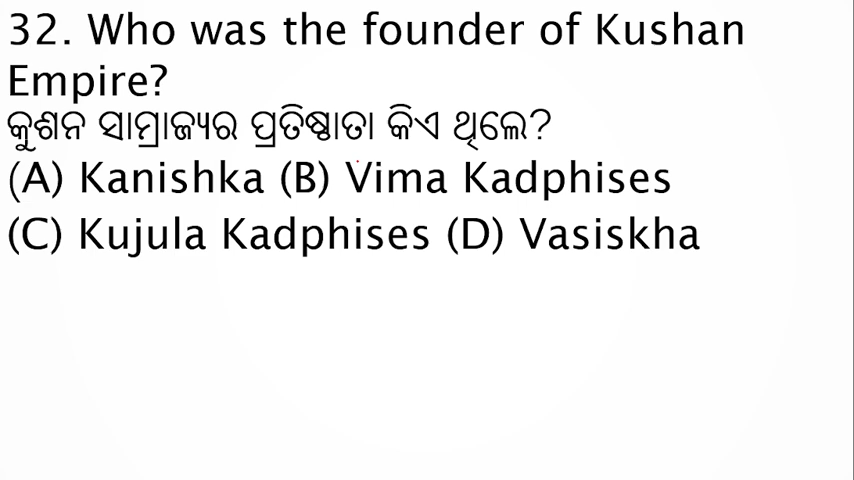 32. Who was the founder of Kushan
Empire?
କୁଶନ ସାମ୍ରାଜ୍ୟର ପ୍ରତିଷ୍ଠାତା କିଏ ଥିଲେ?
(A) Kanishka (B) Vima Kadphises
(C) Kujula Kadphises (D) Vasiskha